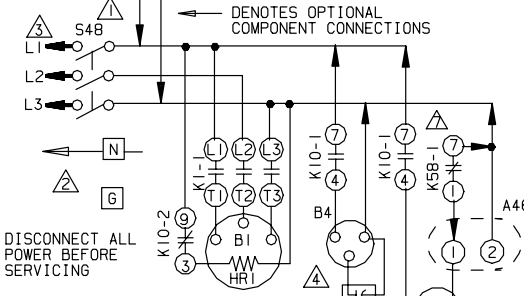 1
DENOTES OPTIONAL
COMPONENT CONNECTIONS
3
S48
L1
L2
L3
N
2
G
DISCONNECT ALL
POWER BEFORE
SERVICING
K10-2
9
3
K1-1
L1
L2
L3
T1
T2
T3
B1
HR1
K10-1
7
4
B4
4
K10-1
7
4
7
K58-1
7
1
1
2